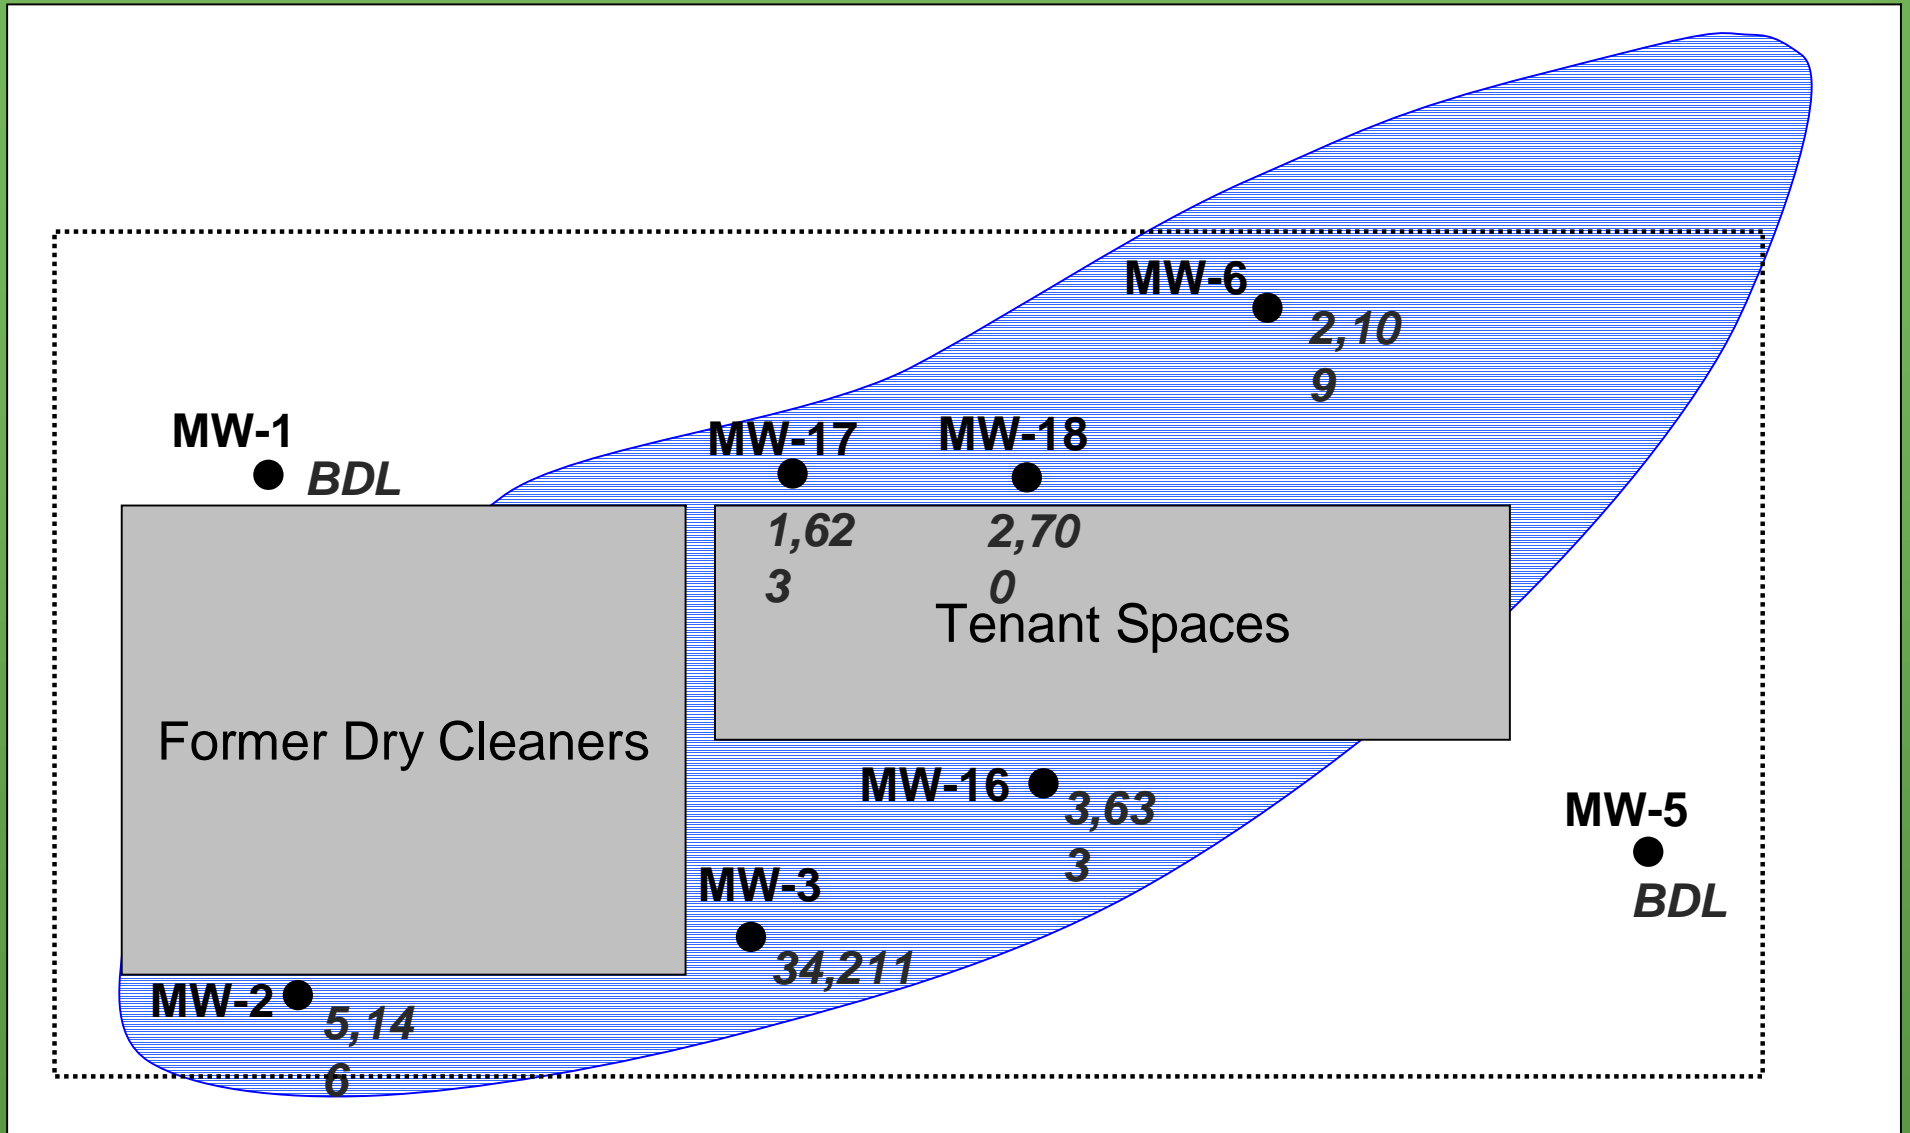 MW-6
2,10
9
MW-1
BDL
MW-17
MW-18
1,62
3
2,70
0
Tenant Spaces
Former Dry Cleaners
MW-16
3,63
3
MW-5
BDL
MW-3
34,211
MW-2
5,14
6